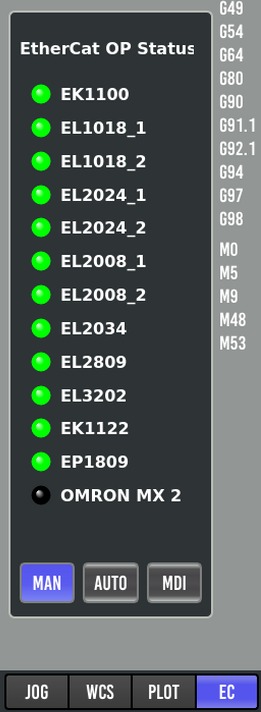 EtherCat OP Status
EK1100
EL1018_1
EL1018_2
EL2024_1
EL2024_2
EL2008_1
EL2008_2
EL2034
EL2809
EL3202
EK1122
EP1809
OMRON MX 2
MAN AUTO MDI
G49
G54
G64
G80
G90
G91.1
G92.1
G94
G97
G98
M0
M5
M9
M48
M53
JOG WCS PLOT EC